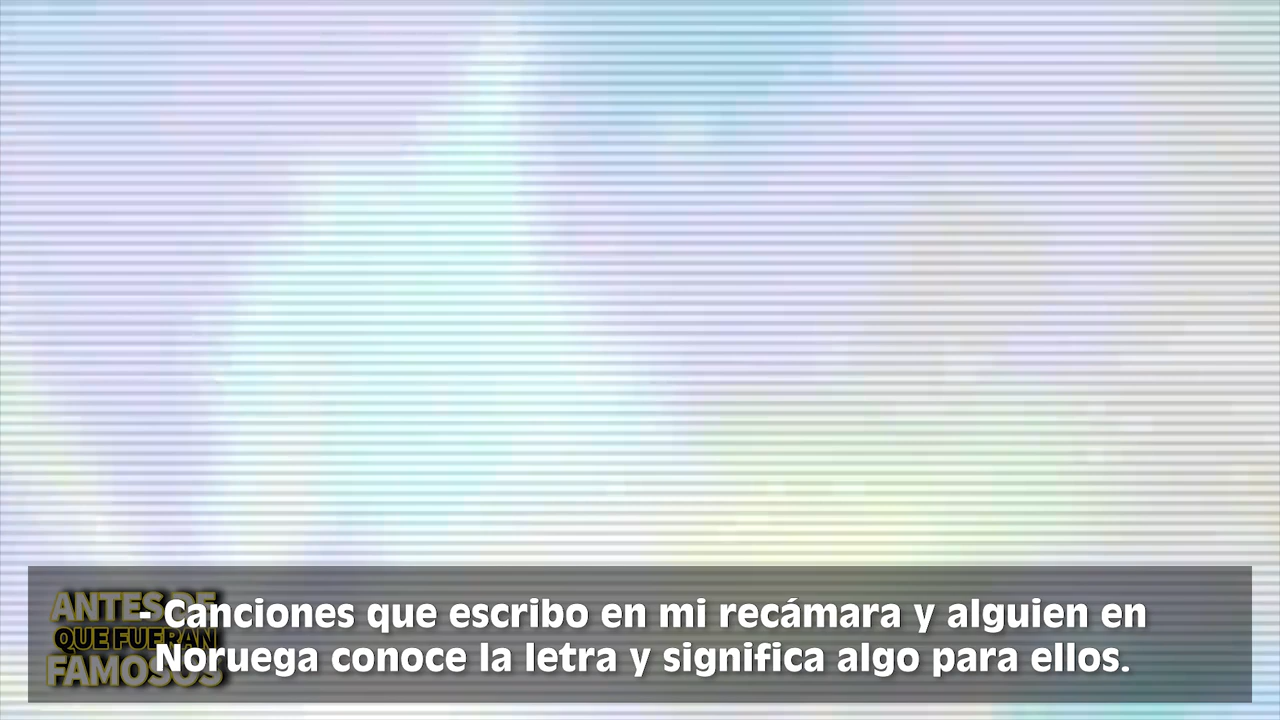 ANTES DE
QUE FUERAN
FAMOSOS
- Canciones que escribo en mi recámara y alguien en
Noruega conoce la letra y significa algo para ellos.